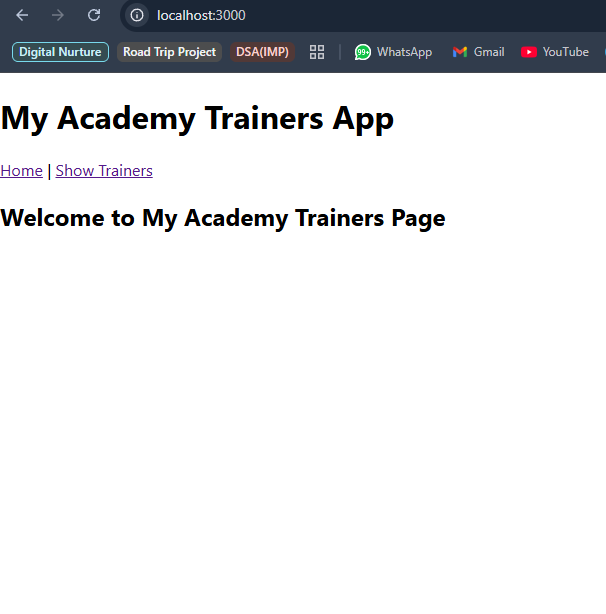 localhost:3000
Digital Nurture Road Trip Project DSA(IMP) 99+ WhatsApp Gmail YouTube
My Academy Trainers App
Home | Show Trainers
Welcome to My Academy Trainers Page